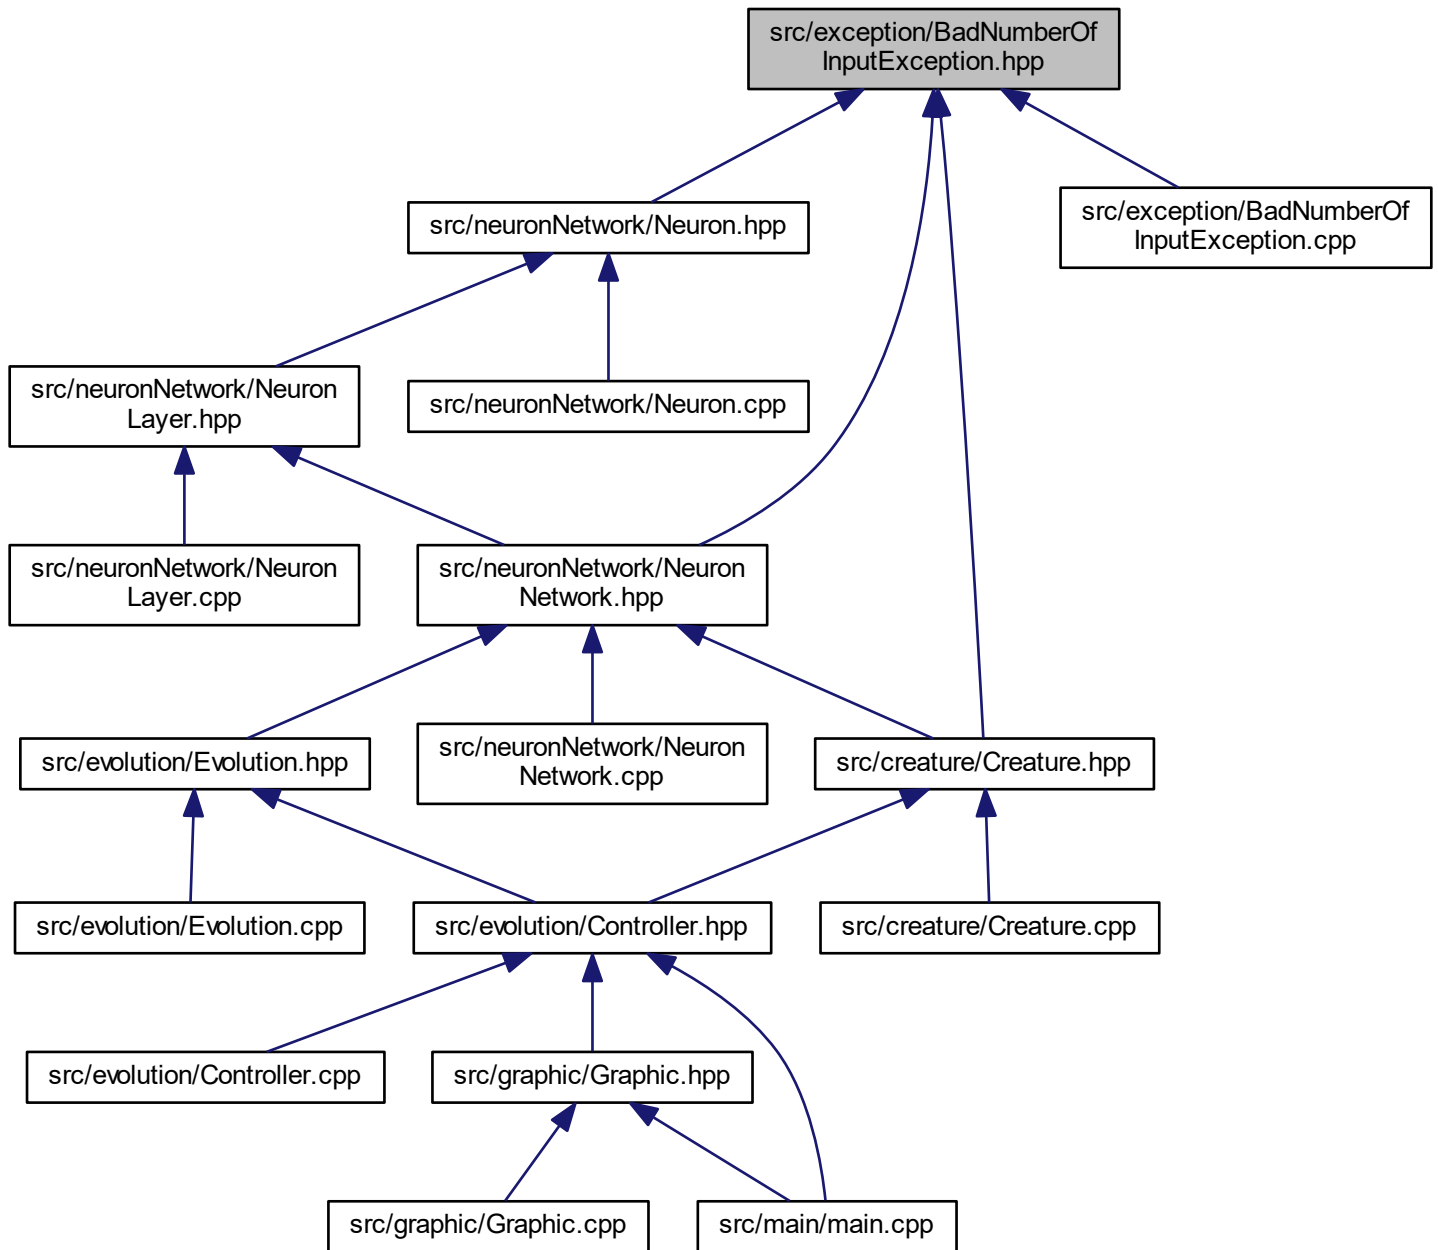 src/exception/BadNumberOf
InputException.hpp
src/neuronNetwork/Neuron.hpp
src/exception/BadNumberOf
InputException.cpp
src/neuronNetwork/Neuron
Layer.hpp
src/neuronNetwork/Neuron.cpp
src/neuronNetwork/Neuron
Layer.cpp
src/neuronNetwork/Neuron
Network.hpp
src/evolution/Evolution.hpp
src/neuronNetwork/Neuron
Network.cpp
src/creature/Creature.hpp
src/evolution/Evolution.cpp
src/evolution/Controller.hpp
src/creature/Creature.cpp
src/evolution/Controller.cpp
src/graphic/Graphic.hpp
src/graphic/Graphic.cpp
src/main/main.cpp